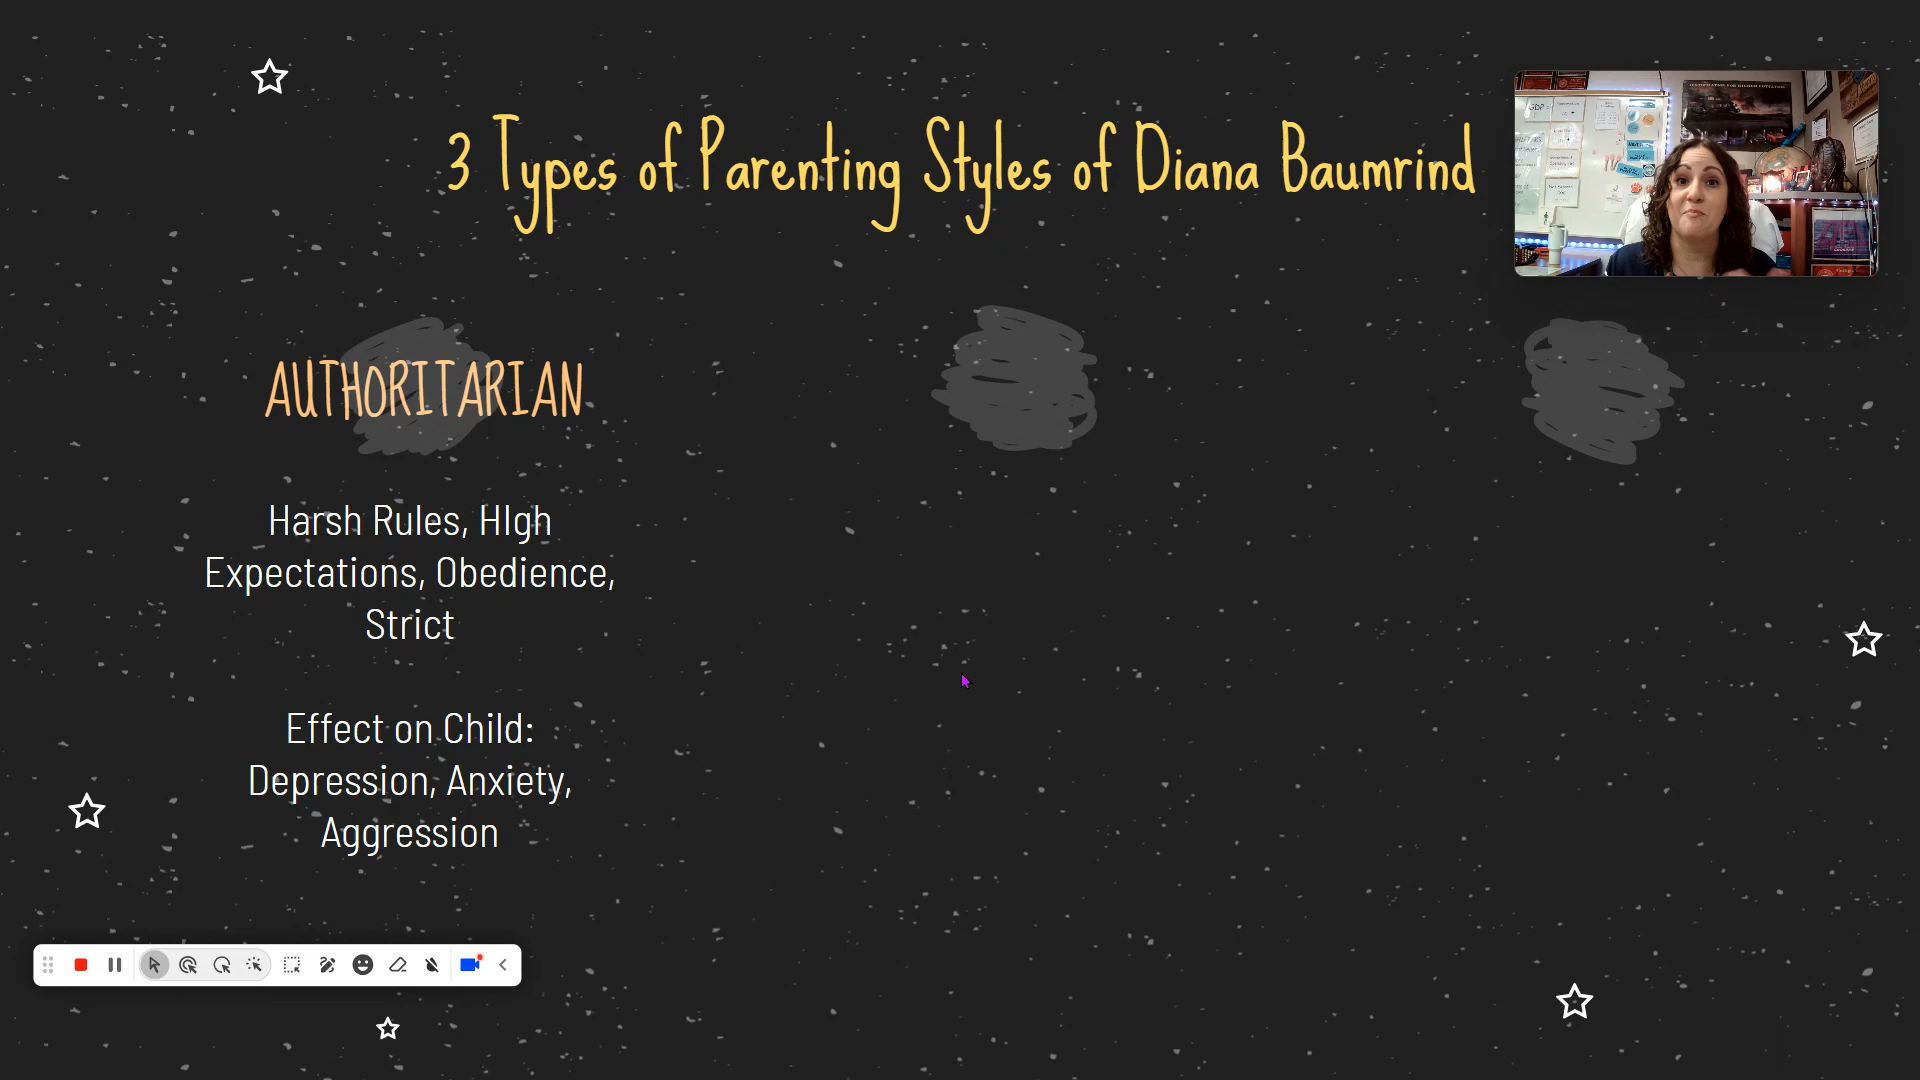 3 Types of Parenting Styles of Diana Baumrind
AUTHORITARIAN
Harsh Rules, HIgh
Expectations, Obedience,
Strict
Effect on Child:
Depression, Anxiety,
Aggression
GDP